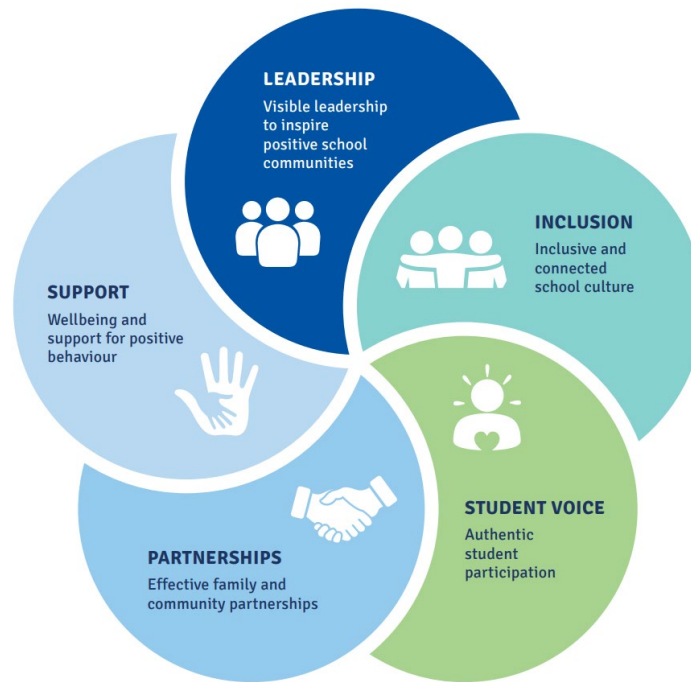 LEADERSHIP
Visible leadership
to inspire
positive school
communities
INCLUSION
Inclusive and
connected
school culture
STUDENT VOICE
Authentic
student
participation
PARTNERSHIPS
Effective family and
community partnerships
SUPPORT
Wellbeing and
support for positive
behaviour